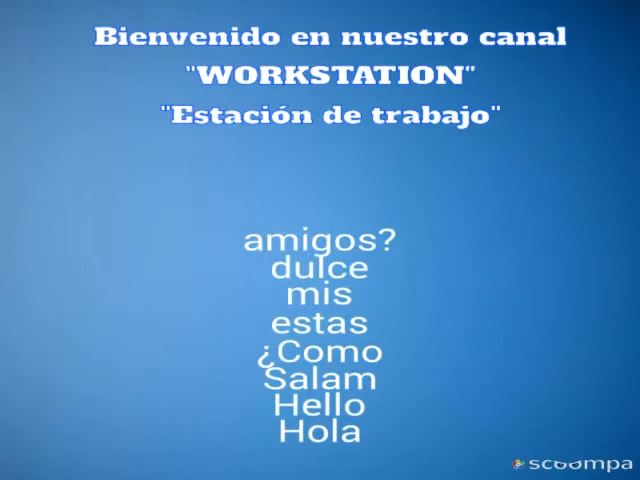 Bienvenido en nuestro canal
"WORKSTATION"
"Estación de trabajo"
amigos?
dulce
mis
estas
¿Como
Salam
Hello
Hola
scoompa